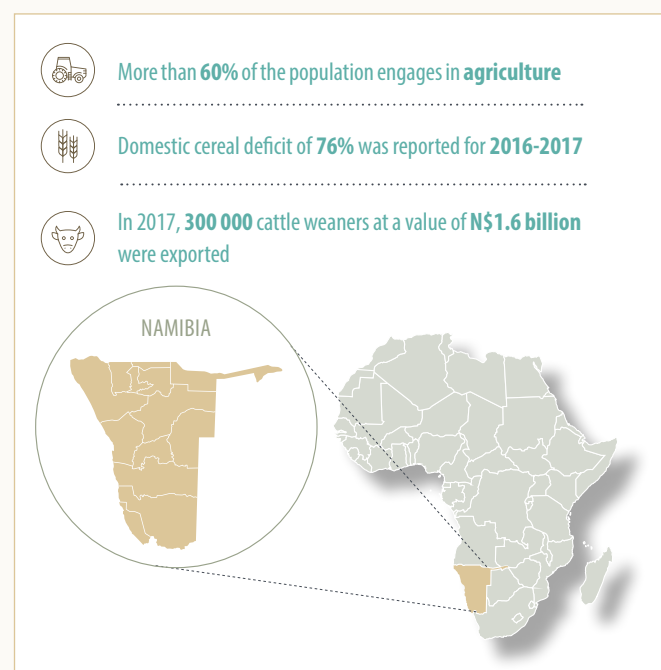 More than 60% of the population engages in agriculture
Domestic cereal deficit of 76% was reported for 2016-2017
In 2017, 300 000 cattle weaners at a value of N$1.6 billion
were exported
NAMIBIA